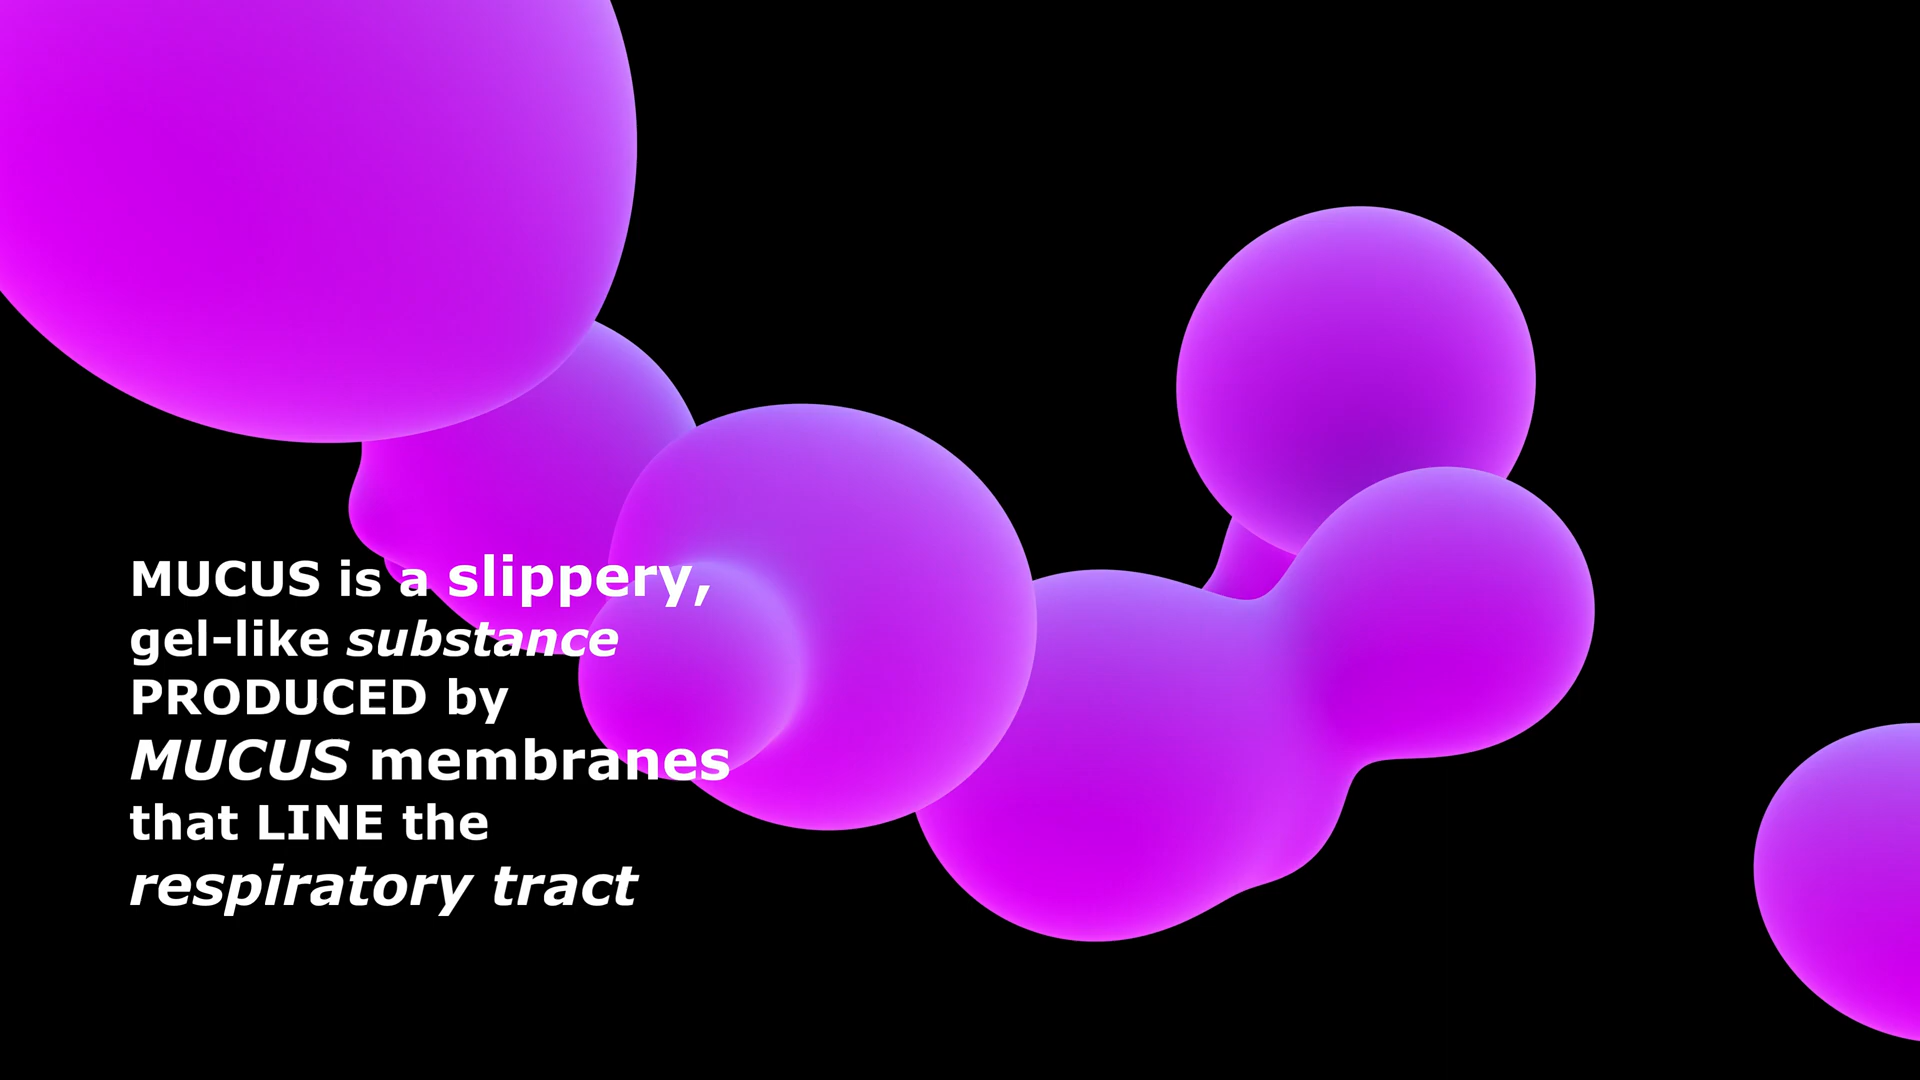 MUCUS is a slippery,
gel-like substance
PRODUCED by
MUCUS membranes
that LINE the
respiratory tract